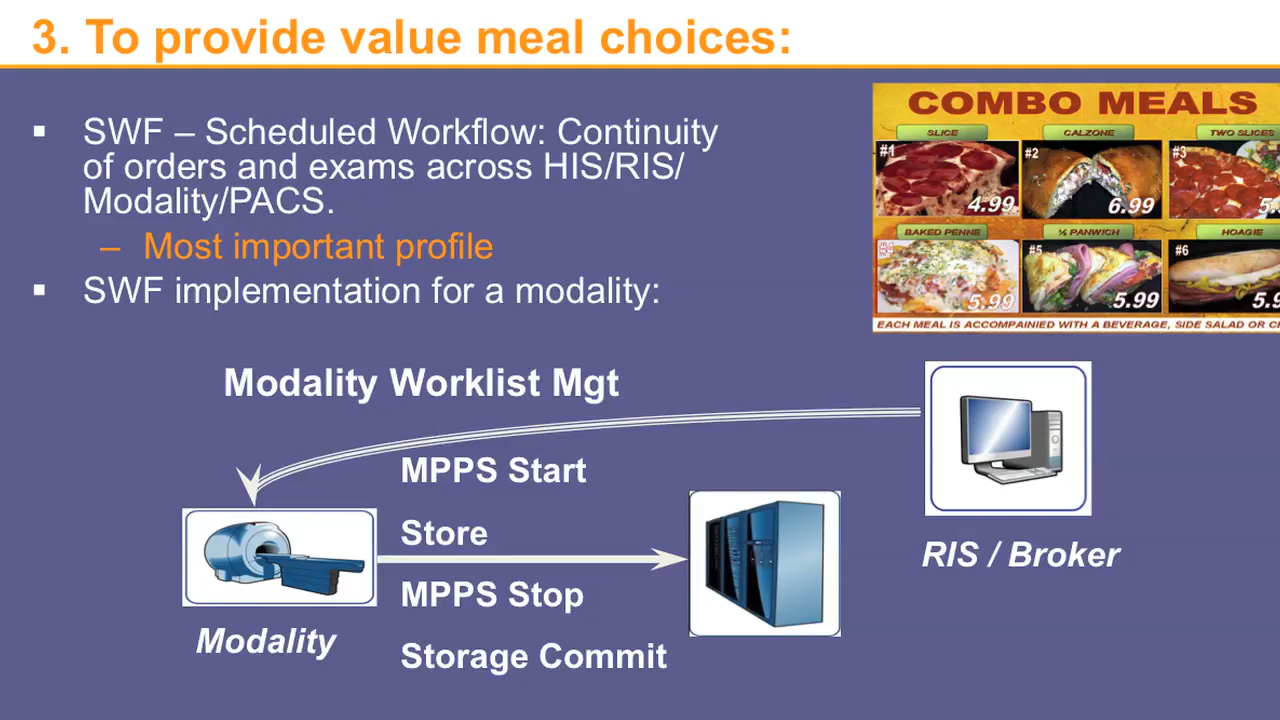 3. To provide value meal choices:
▪ SWF – Scheduled Workflow: Continuity
of orders and exams across HIS/RIS/
Modality/PACS.
– Most important profile
▪ SWF implementation for a modality:
COMBO MEALS
SLICE
CALZONE
TWO SLICES
#1
#2
#3
4.99
6.99
BAKED PENNE
½ PANWICH
HOAGIE
#4
#5
#6
5.99
5.99
EACH MEAL IS ACCOMPAINIED WITH A BEVERAGE, SIDE SALAD OR
Modality Worklist Mgt
MPPS Start
Store
MPPS Stop
Storage Commit
Modality
RIS / Broker